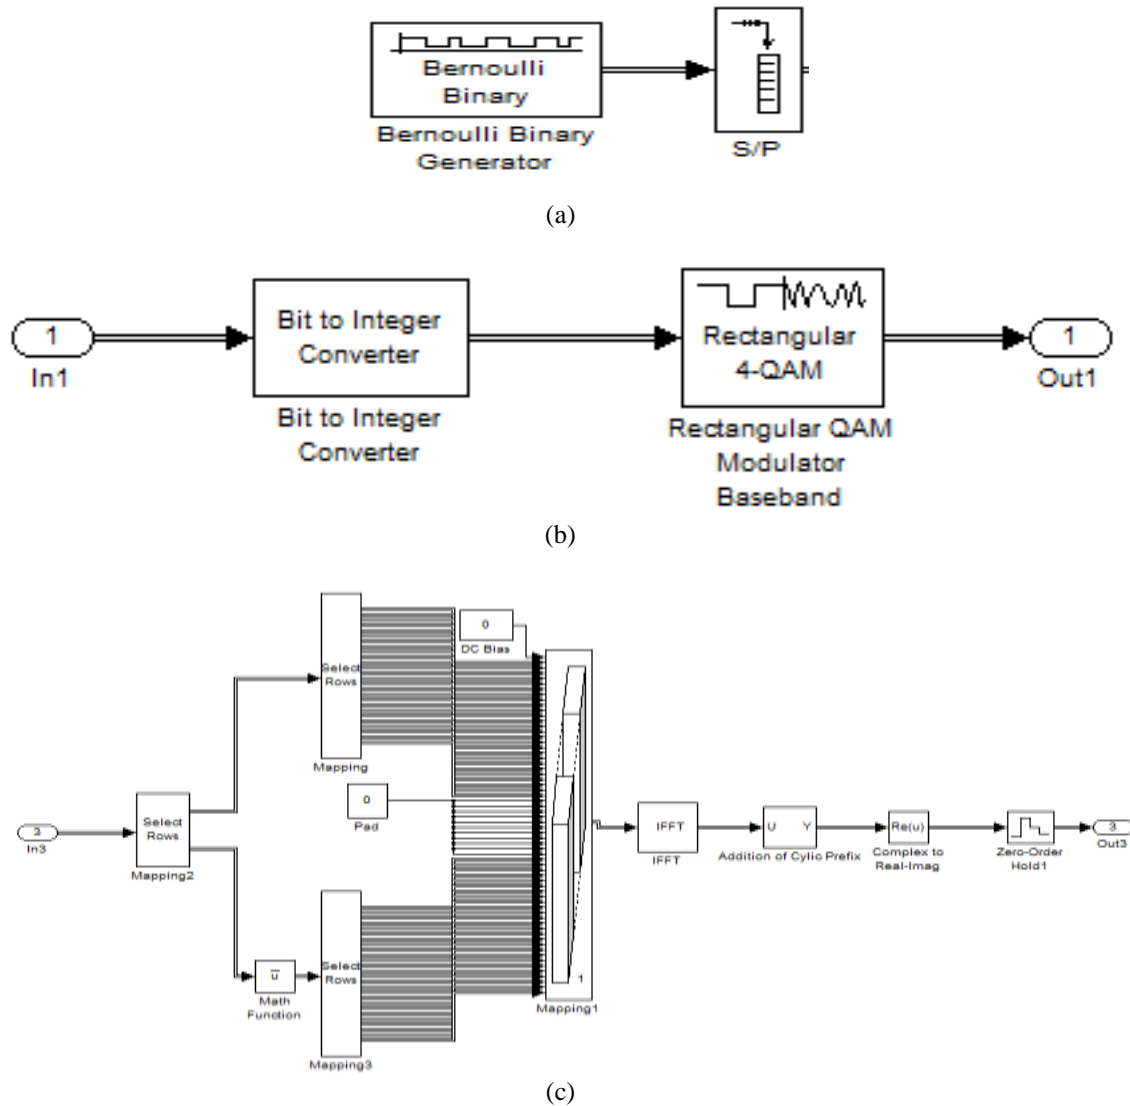 Bernoulli
Binary
Bernoulli Binary
Generator
S/P
(a)
1
In1
Bit to Integer
Converter
Bit to Integer
Converter
Rectangular
4-QAM
Rectangular QAM
Modulator
Baseband
1
Out1
(b)
3
In3
Select
Rows
Mapping2
Select
Rows
Mapping
0
DC Bias
0
Pad
u
Math
Function
Select
Rows
Mapping3
1
Mapping1
IFFT
IFFT
U Y
Addition of Cylic Prefix
Re(u)
Complex to
Real-Imag
Zero-Order
Hold1
3
Out3
(c)